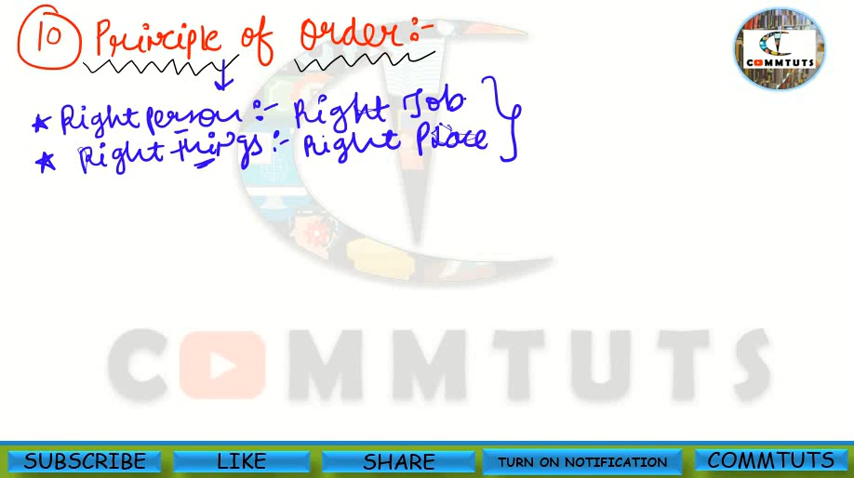 10 Principle of Order:-
COMMTUTS
* Right person :- Right Job
* Right things :- Right Place
COMMTUTS
SUBSCRIBE LIKE SHARE TURN ON NOTIFICATION COMMTUTS